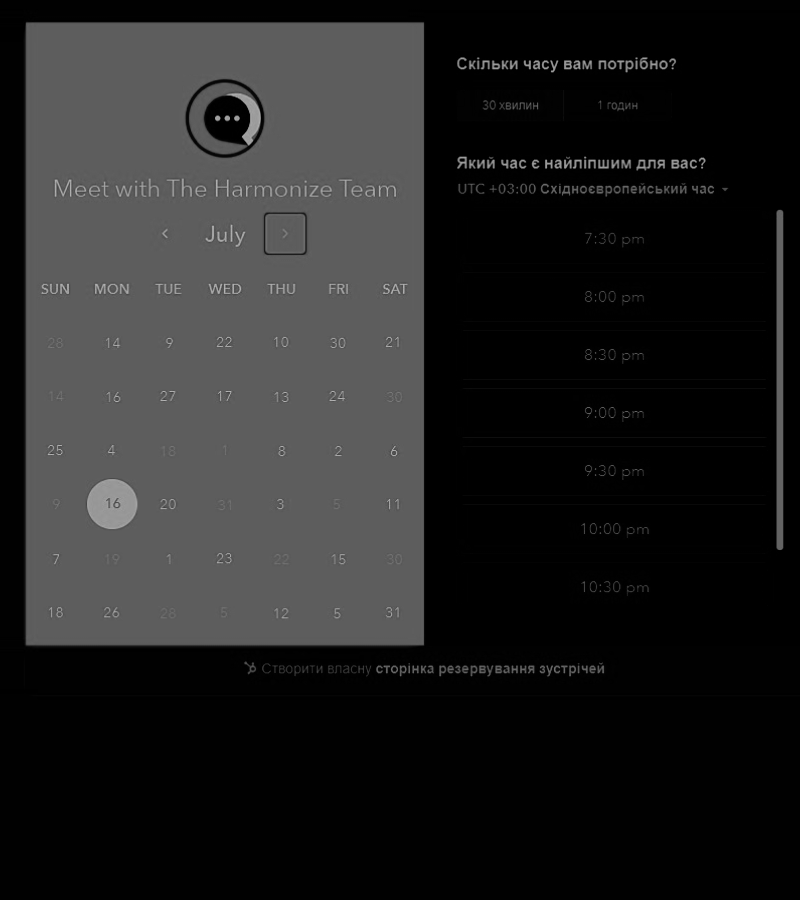 Meet with The Harmonize Team
July
SUN MON TUE WED THU FRI SAT
28 14 9 22 10 30 21
14 16 27 17 13 24 30
25 4 18 1 8 2 6
9 16 20 31 3 5 11
7 19 1 23 22 15 30
18 26 28 5 12 5 31
Скільки часу вам потрібно?
30 хвилин 1 годин
Який час є найліпшим для вас?
UTC +03:00 Східноєвропейський час
7:30 pm
8:00 pm
8:30 pm
9:00 pm
9:30 pm
10:00 pm
10:30 pm
Створити власну сторінка резервування зустрічей